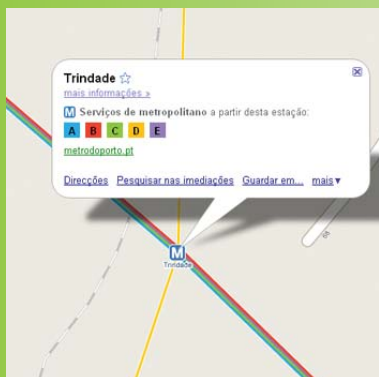 Trindade
mais informações »
M Serviços de metropolitano a partir desta estação:
A B C D E
metrodoporto.pt
Direcções Pesquisar nas imediações Guardar em... mais▼
M
Trindade